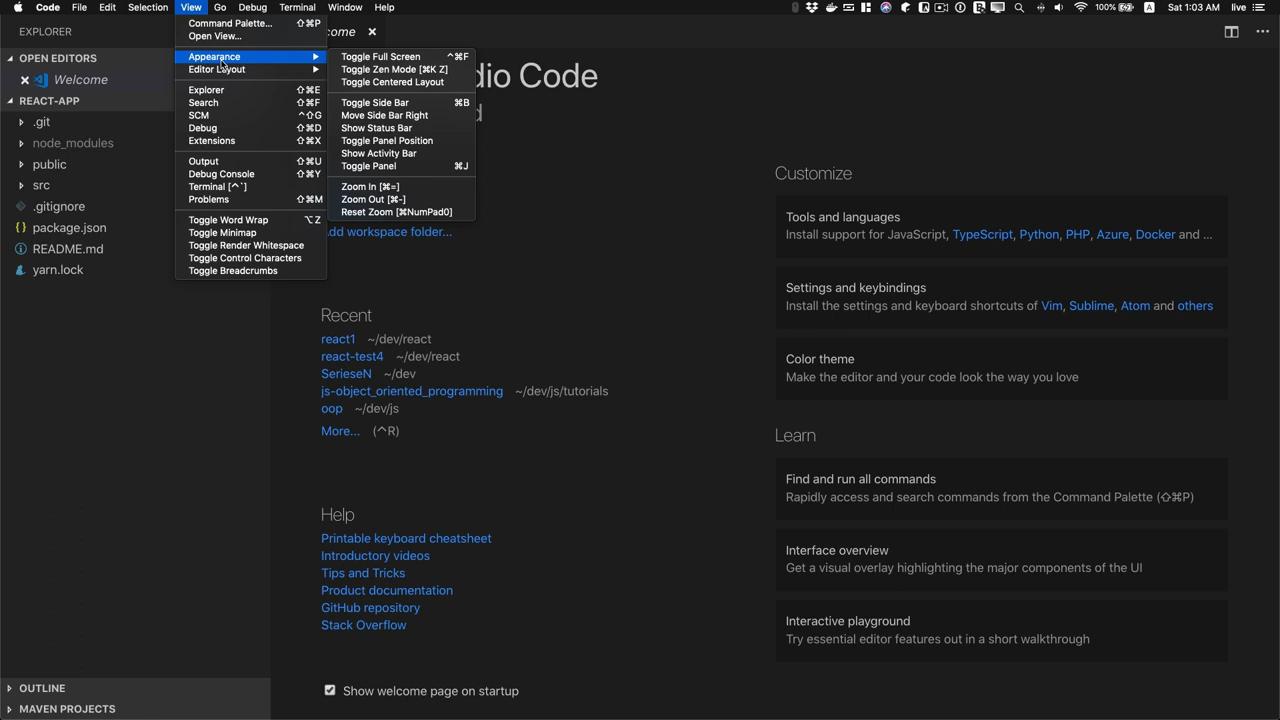 Code File Edit Selection View Go Debug Terminal Window Help 100% A Sat 1:03 AM live
EXPLORER
OPEN EDITORS
Welcome
REACT-APP
.git
node_modules
public
src
.gitignore
package.json
README.md
yarn.lock
OUTLINE
MAVEN PROJECTS
Command Palette... ⇧⌘P
Open View...
Appearance
Editor Layout
Explorer ⇧⌘E
Search ⇧⌘F
SCM ^⇧G
Debug ⇧⌘D
Extensions ⇧⌘X
Output ⇧⌘U
Debug Console ⇧⌘Y
Terminal [^`]
Problems ⇧⌘M
Toggle Word Wrap ⌥Z
Toggle Minimap
Toggle Render Whitespace
Toggle Control Characters
Toggle Breadcrumbs
Toggle Full Screen ^⌘F
Toggle Zen Mode [⌘K Z]
Toggle Centered Layout
Toggle Side Bar ⌘B
Move Side Bar Right
Show Status Bar
Toggle Panel Position
Show Activity Bar
Toggle Panel ⌘J
Zoom In [⌘=]
Zoom Out [⌘-]
Reset Zoom [⌘NumPad0]
ome
dio Code
d
dd workspace folder...
Recent
react1 ~/dev/react
react-test4 ~/dev/react
SerieseN ~/dev
js-object_oriented_programming ~/dev/js/tutorials
oop ~/dev/js
More... (^R)
Help
Printable keyboard cheatsheet
Introductory videos
Tips and Tricks
Product documentation
GitHub repository
Stack Overflow
Show welcome page on startup
Customize
Tools and languages
Install support for JavaScript, TypeScript, Python, PHP, Azure, Docker and ...
Settings and keybindings
Install the settings and keyboard shortcuts of Vim, Sublime, Atom and others
Color theme
Make the editor and your code look the way you love
Learn
Find and run all commands
Rapidly access and search commands from the Command Palette (⇧⌘P)
Interface overview
Get a visual overlay highlighting the major components of the UI
Interactive playground
Try essential editor features out in a short walkthrough